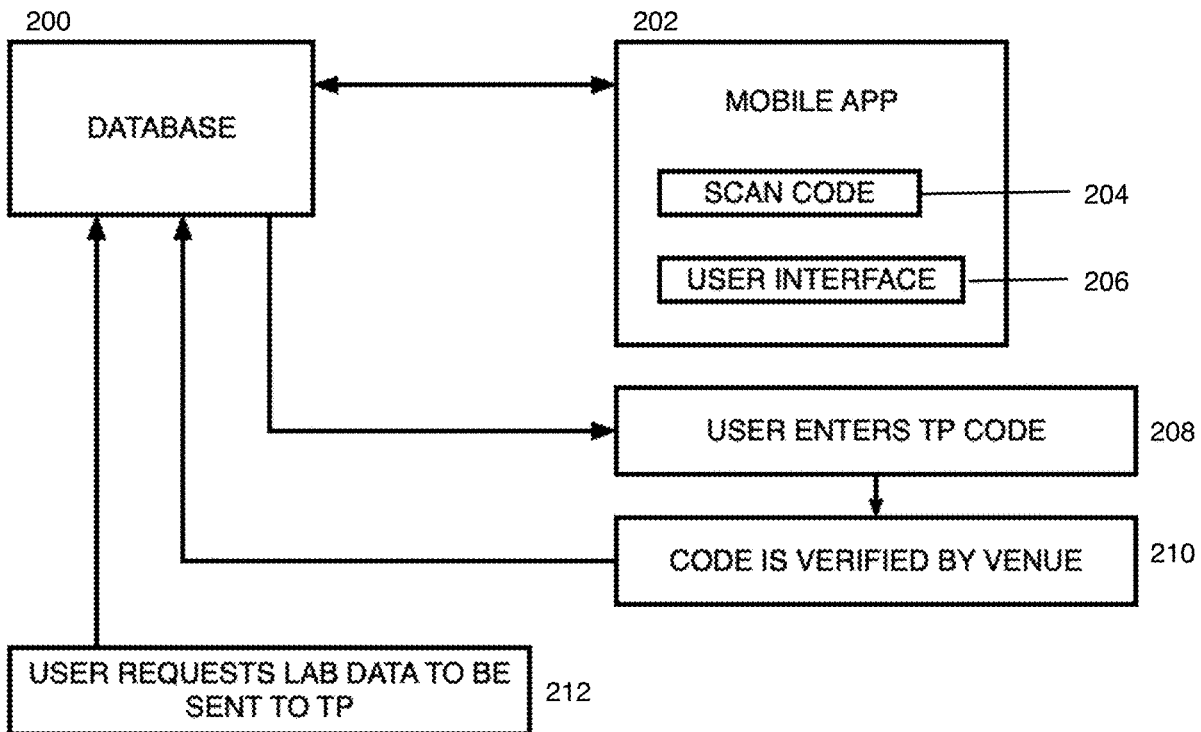 200
202
DATABASE
MOBILE APP
SCAN CODE
204
USER INTERFACE
206
USER ENTERS TP CODE
208
CODE IS VERIFIED BY VENUE
210
USER REQUESTS LAB DATA TO BE
SENT TO TP
212